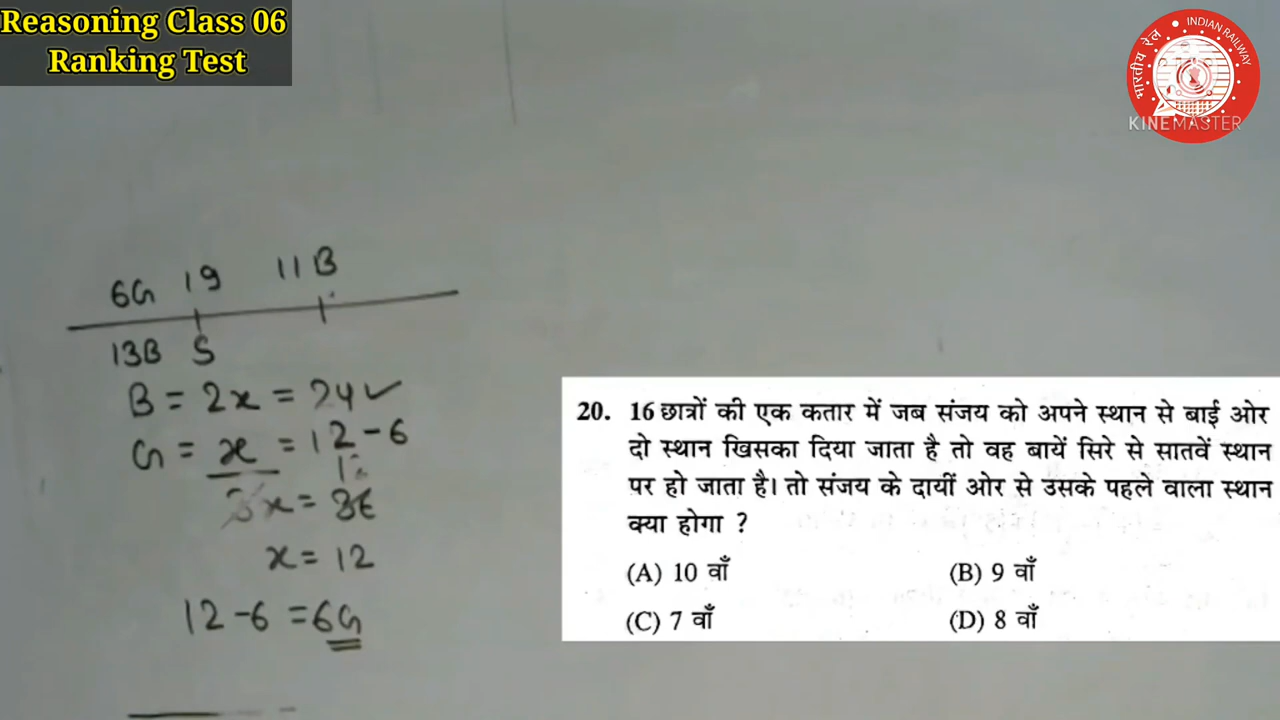 Reasoning Class 06
Ranking Test
भारतीय रेल
INDIAN RAILWAY
KINEMASTER
6G 19 11B
13B S
B = 2x = 24 ✓
G = x = 12 - 6
x = 36
x = 12
12 - 6 = 6G
20. 16 छात्रों की एक कतार में जब संजय को अपने स्थान से बाई ओर
दो स्थान खिसका दिया जाता है तो वह बायें सिरे से सातवें स्थान
पर हो जाता है। तो संजय के दायीं ओर से उसके पहले वाला स्थान
क्या होगा ?
(A) 10 वाँ (B) 9 वाँ
(C) 7 वाँ (D) 8 वाँ